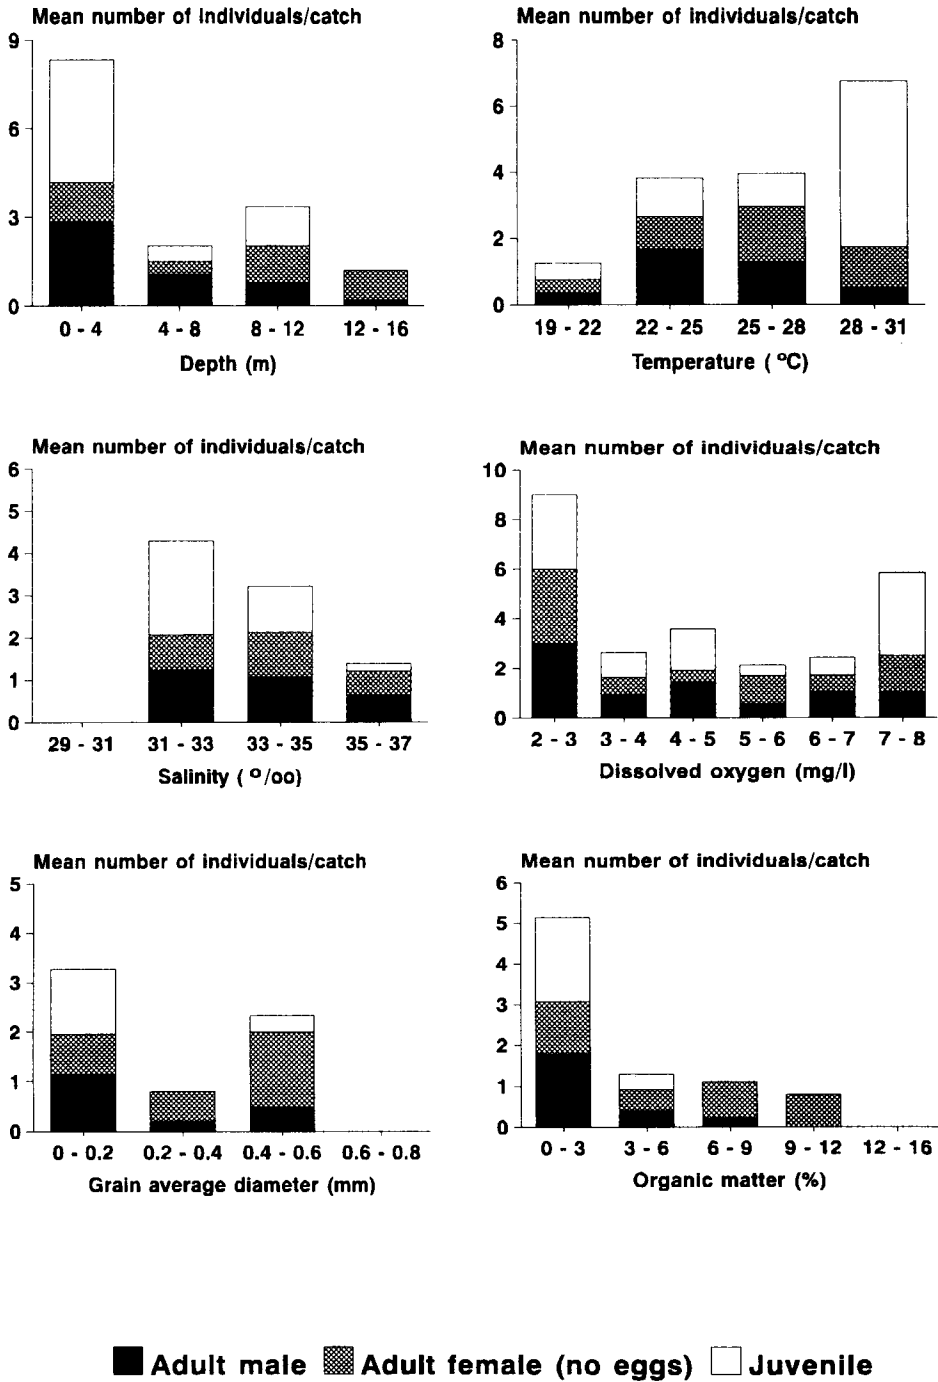 Mean number of individuals/catch
9
6
3
0
0 - 4 4 - 8 8 - 12 12 - 16
Depth (m)
Mean number of individuals/catch
8
6
4
2
0
19 - 22 22 - 25 25 - 28 28 - 31
Temperature ( ºC)
Mean number of individuals/catch
6
5
4
3
2
1
0
29 - 31 31 - 33 33 - 35 35 - 37
Salinity ( º/oo)
Mean number of individuals/catch
10
8
6
4
2
0
2 - 3 3 - 4 4 - 5 5 - 6 6 - 7 7 - 8
Dissolved oxygen (mg/l)
Mean number of individuals/catch
5
4
3
2
1
0
0 - 0.2 0.2 - 0.4 0.4 - 0.6 0.6 - 0.8
Grain average diameter (mm)
Mean number of individuals/catch
6
5
4
3
2
1
0
0 - 3 3 - 6 6 - 9 9 - 12 12 - 16
Organic matter (%)
Adult male Adult female (no eggs) Juvenile